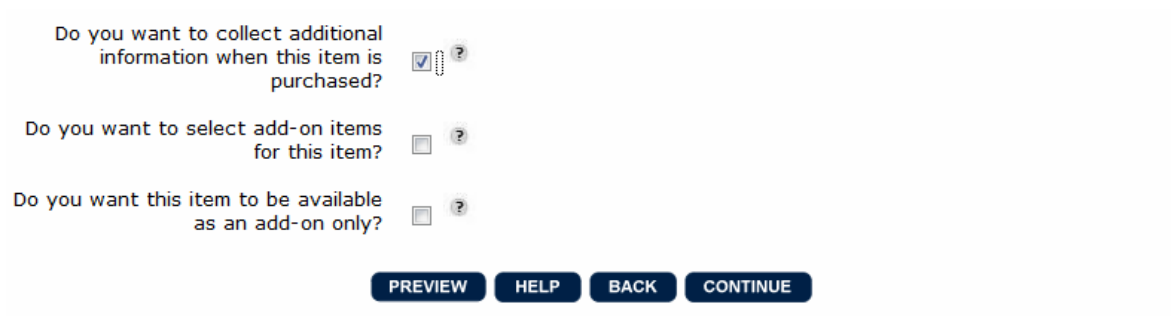 Do you want to collect additional
information when this item is
purchased?
?
Do you want to select add-on items
for this item?
?
Do you want this item to be available
as an add-on only?
?
PREVIEW HELP BACK CONTINUE